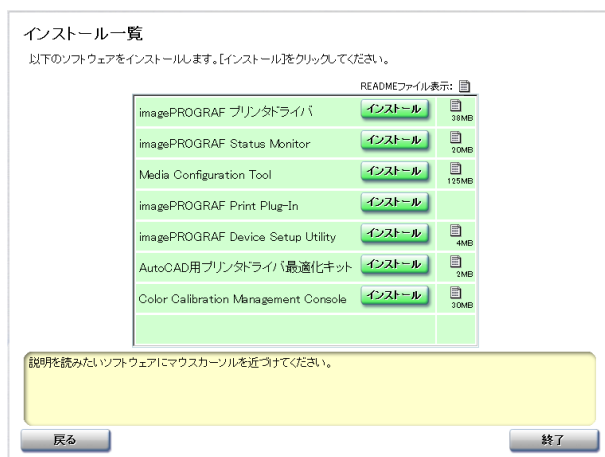 インストール一覧
以下のソフトウェアをインストールします。[インストール]をクリックしてください。
READMEファイル表示:
imagePROGRAF プリンタドライバ インストール 38MB
imagePROGRAF Status Monitor インストール 20MB
Media Configuration Tool インストール 125MB
imagePROGRAF Print Plug-In インストール
imagePROGRAF Device Setup Utility インストール 4MB
AutoCAD用プリンタドライバ最適化キット インストール 2MB
Color Calibration Management Console インストール 30MB
説明を読みたいソフトウェアにマウスカーソルを近づけてください。
戻る 終了